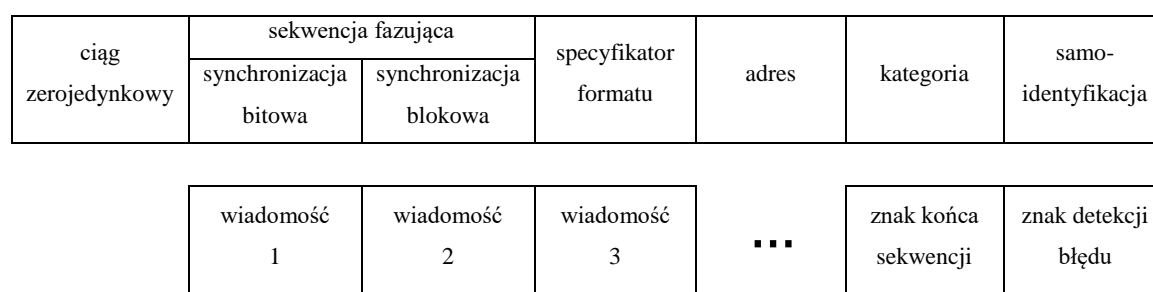 ciąg
zerojedynkowy
sekwencja fazująca
synchronizacja
bitowa
synchronizacja
blokowa
specyfikator
formatu
adres
kategoria
samo-
identyfikacja
wiadomość
1
wiadomość
2
wiadomość
3
...
znak końca
sekwencji
znak detekcji
błędu